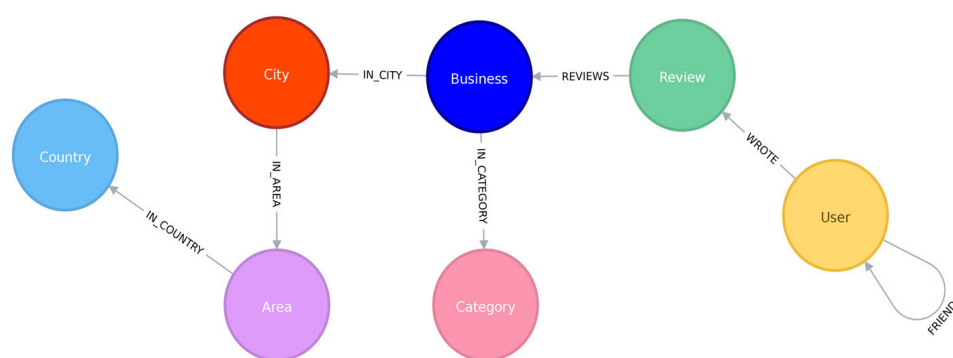 City
IN_CITY
Business
REVIEWS
Review
Country
IN_AREA
IN_CATEGORY
WROTE
IN_COUNTRY
User
Area
Category
FRIEND